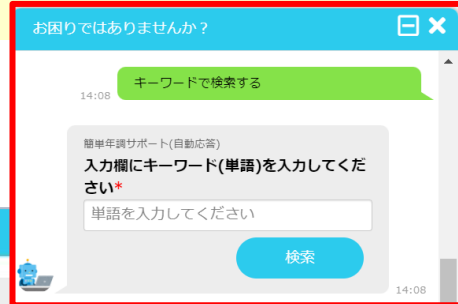 お困りではありませんか？
キーワードで検索する
14:08
簡単年調サポート(自動応答)
入力欄にキーワード(単語)を入力してくだ
さい*
単語を入力してください
検索
14:08